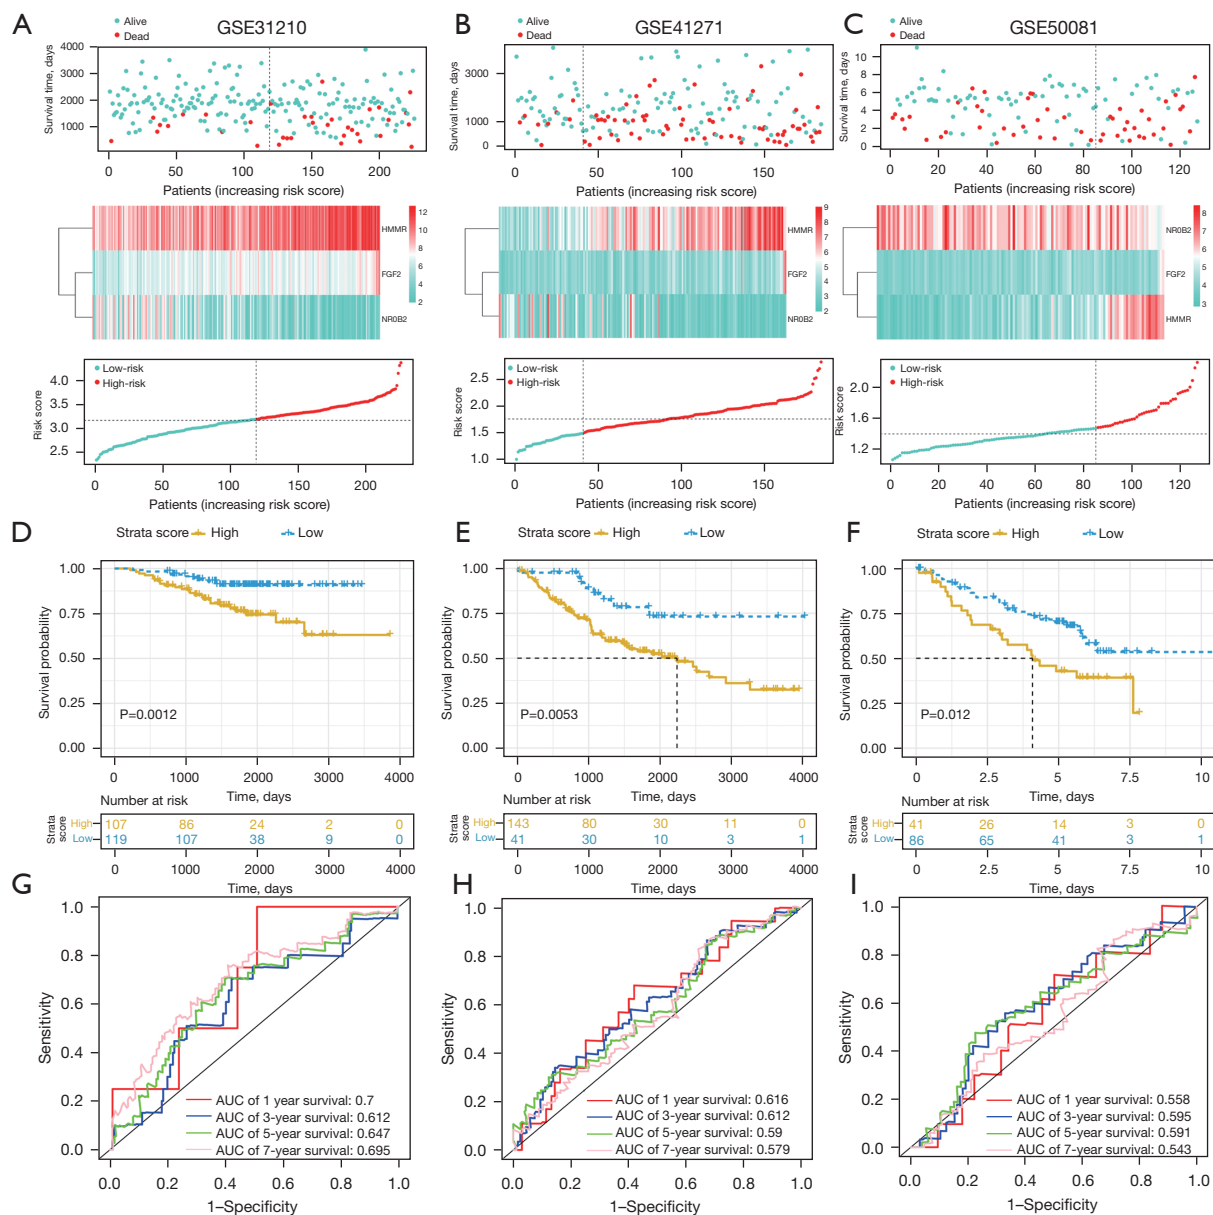 A
GSE31210
Alive
Dead
Survival time, days
4000
3000
2000
1000
0 50 100 150 200
Patients (increasing risk score)
HMMR
FGF2
NR0B2
12
10
8
6
4
2
Low-risk
High-risk
Risk score
4.0
3.5
3.0
2.5
0 50 100 150 200
Patients (increasing risk score)
B
GSE41271
Alive
Dead
Survival time, days
3000
1000
0
0 50 100 150
Patients (increasing risk score)
HMMR
FGF2
NR0B2
9
8
7
6
5
4
3
2
Low-risk
High-risk
Risk score
2.5
2.0
1.5
1.0
0 50 100 150
Patients (increasing risk score)
C
GSE50081
Alive
Dead
Survival time, days
10
8
6
4
2
0
0 20 40 60 80 100 120
Patients (increasing risk score)
NR0B2
FGF2
HMMR
8
7
6
5
4
3
Low-risk
High-risk
Risk score
2.0
1.6
1.2
0 20 40 60 80 100 120
Patients (increasing risk score)
D
Strata score High Low
Survival probability
1.00
0.75
0.50
0.25
0.00
P=0.0012
0 1000 2000 3000 4000
Time, days
Number at risk
Strata score
High 107 86 24 2 0
Low 119 107 38 9 0
0 1000 2000 3000 4000
Time, days
E
Strata score High Low
Survival probability
1.00
0.75
0.50
0.25
0.00
P=0.0053
0 1000 2000 3000 4000
Time, days
Number at risk
Strata score
High 143 80 30 11 0
Low 41 30 10 3 1
0 1000 2000 3000 4000
Time, days
F
Strata score High Low
Survival probability
1.00
0.75
0.50
0.25
0.00
P=0.012
0 2.5 5 7.5 10
Time, days
Number at risk
Strata score
High 41 26 14 3 0
Low 86 65 41 3 1
0 2.5 5 7.5 10
Time, days
G
Sensitivity
1.0
0.8
0.6
0.4
0.2
0.0
AUC of 1 year survival: 0.7
AUC of 3-year survival: 0.612
AUC of 5-year survival: 0.647
AUC of 7-year survival: 0.695
0.0 0.2 0.4 0.6 0.8 1.0
1–Specificity
H
Sensitivity
1.0
0.8
0.6
0.4
0.2
0.0
AUC of 1 year survival: 0.616
AUC of 3-year survival: 0.612
AUC of 5-year survival: 0.59
AUC of 7-year survival: 0.579
0.0 0.2 0.4 0.6 0.8 1.0
1–Specificity
I
Sensitivity
1.0
0.8
0.6
0.4
0.2
0.0
AUC of 1 year survival: 0.558
AUC of 3-year survival: 0.595
AUC of 5-year survival: 0.591
AUC of 7-year survival: 0.543
0.0 0.2 0.4 0.6 0.8 1.0
1–Specificity